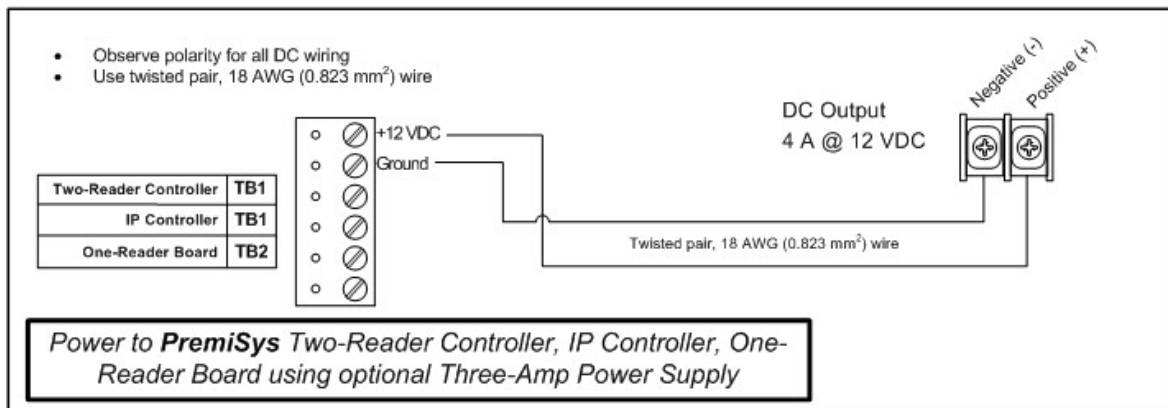 • Observe polarity for all DC wiring
• Use twisted pair, 18 AWG (0.823 mm²) wire
Negative (-)
Positive (+)
DC Output
4 A @ 12 VDC
+12 VDC
Ground
Two-Reader Controller TB1
IP Controller TB1
One-Reader Board TB2
Twisted pair, 18 AWG (0.823 mm²) wire
Power to PremiSys Two-Reader Controller, IP Controller, One-
Reader Board using optional Three-Amp Power Supply